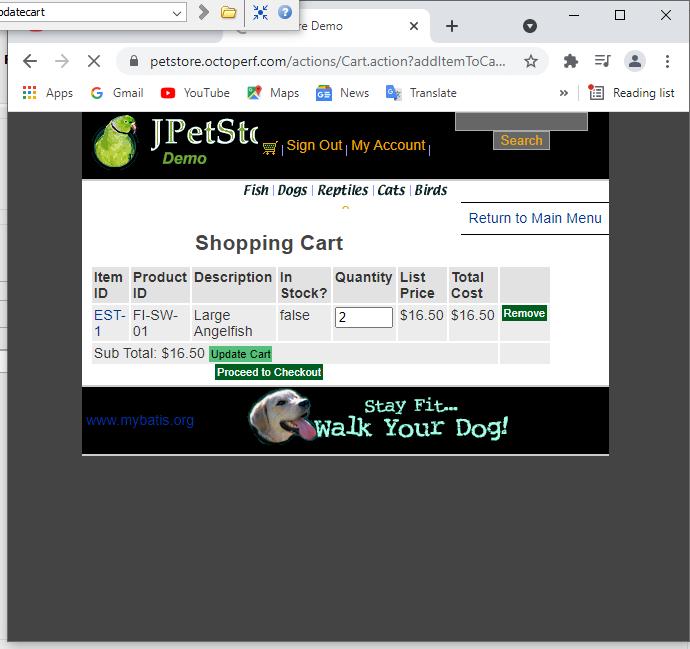 re Demo
petstore.octoperf.com/actions/Cart.action?addItemToCa...
Apps Gmail YouTube Maps News Translate » Reading list
JPetSto
Demo
Sign Out | My Account |
Search
Fish | Dogs | Reptiles | Cats | Birds
Return to Main Menu
Shopping Cart
Item ID Product ID Description In Stock? Quantity List Price Total Cost
EST-1 FI-SW-01 Large Angelfish false 2 $16.50 $16.50 Remove
Sub Total: $16.50 Update Cart
Proceed to Checkout
www.mybatis.org
Stay Fit...
Walk Your Dog!